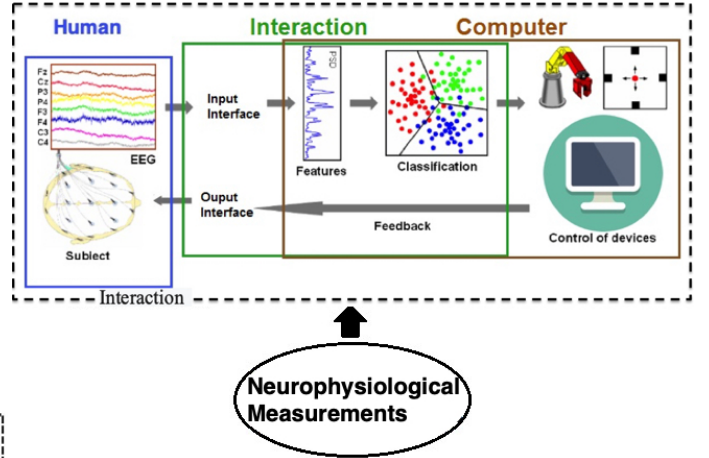 Human
Interaction
Computer
Fz
Cz
P3
P4
F3
F4
C3
C4
EEG
Subject
Input
Interface
Ouput
Interface
PSD
Features
Classification
Feedback
Control of devices
Interaction
Neurophysiological
Measurements